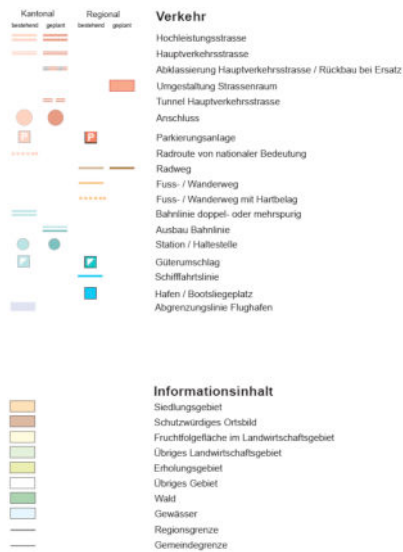 Kantonal Regional Verkehr
bestehend geplant bestehend geplant
Hochleistungsstrasse
Hauptverkehrsstrasse
Abklassierung Hauptverkehrsstrasse / Rückbau bei Ersatz
Umgestaltung Strassenraum
Tunnel Hauptverkehrsstrasse
Anschluss
P P Parkierungsanlage
Radroute von nationaler Bedeutung
Radweg
Fuss- / Wanderweg
Fuss- / Wanderweg mit Hartbelag
Bahnlinie doppel- oder mehrspurig
Ausbau Bahnlinie
Station / Haltestelle
Güterumschlag
Schifffahrtslinie
Hafen / Bootsliegeplatz
Abgrenzungslinie Flughafen
Informationsinhalt
Siedlungsgebiet
Schutzwürdiges Ortsbild
Fruchtfolgefläche im Landwirtschaftsgebiet
Übriges Landwirtschaftsgebiet
Erholungsgebiet
Übriges Gebiet
Wald
Gewässer
Regionsgrenze
Gemeindegrenze